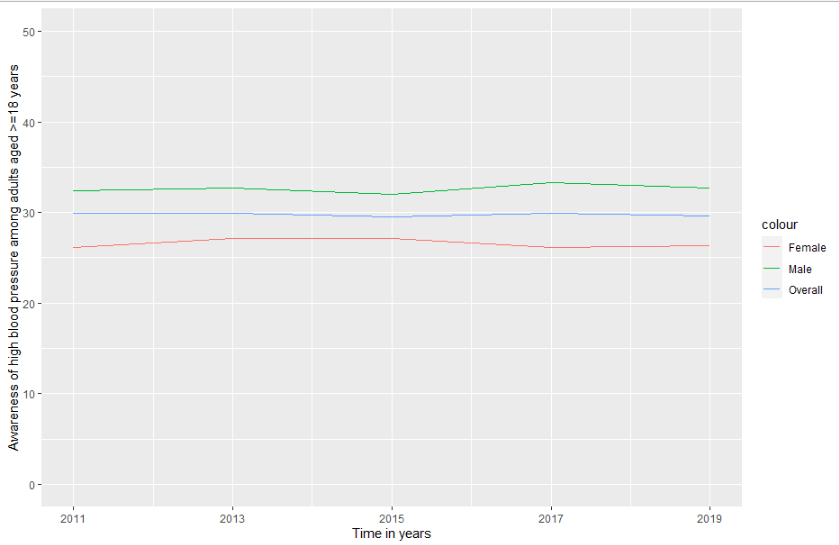 Awareness of high blood pressure among adults aged >=18 years
50
40
30
20
10
0
2011 2013 2015 2017 2019
Time in years
colour
Female
Male
Overall